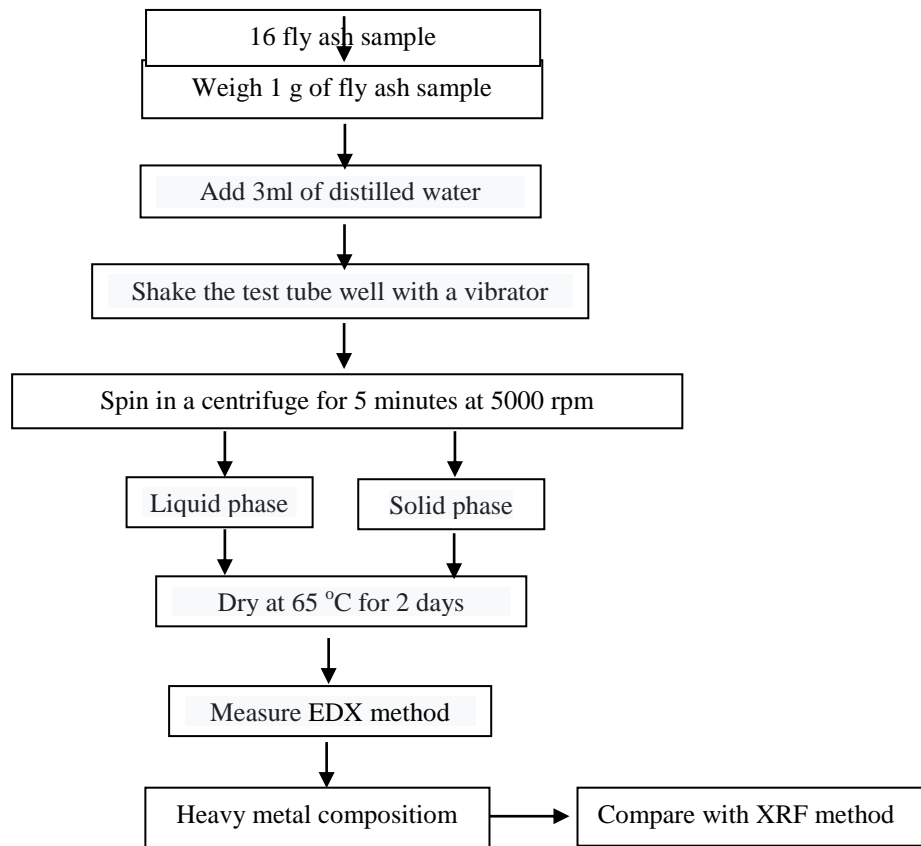 16 fly ash sample
Weigh 1 g of fly ash sample
Add 3ml of distilled water
Shake the test tube well with a vibrator
Spin in a centrifuge for 5 minutes at 5000 rpm
Liquid phase
Solid phase
Dry at 65 °C for 2 days
Measure EDX method
Heavy metal compositiom
Compare with XRF method